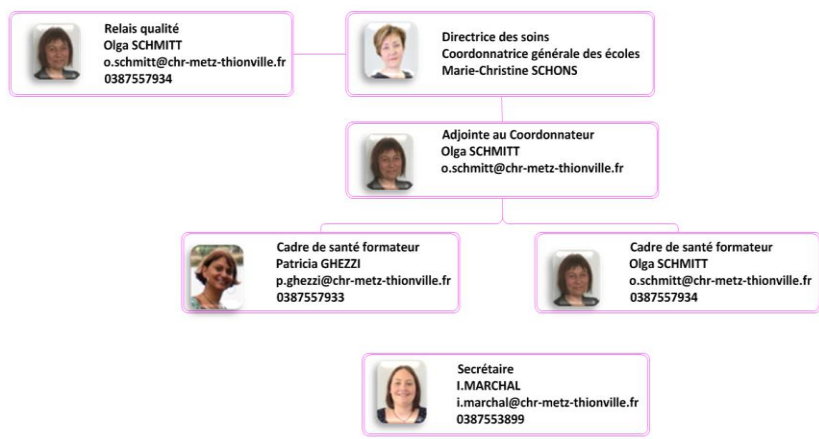 Relais qualité
Olga SCHMITT
o.schmitt@chr-metz-thionville.fr
0387557934
Directrice des soins
Coordonnatrice générale des écoles
Marie-Christine SCHONS
Adjointe au Coordonnateur
Olga SCHMITT
o.schmitt@chr-metz-thionville.fr
Cadre de santé formateur
Patricia GHEZZI
p.ghezzi@chr-metz-thionville.fr
0387557933
Cadre de santé formateur
Olga SCHMITT
o.schmitt@chr-metz-thionville.fr
0387557934
Secrétaire
I.MARCHAL
i.marchal@chr-metz-thionville.fr
0387553899